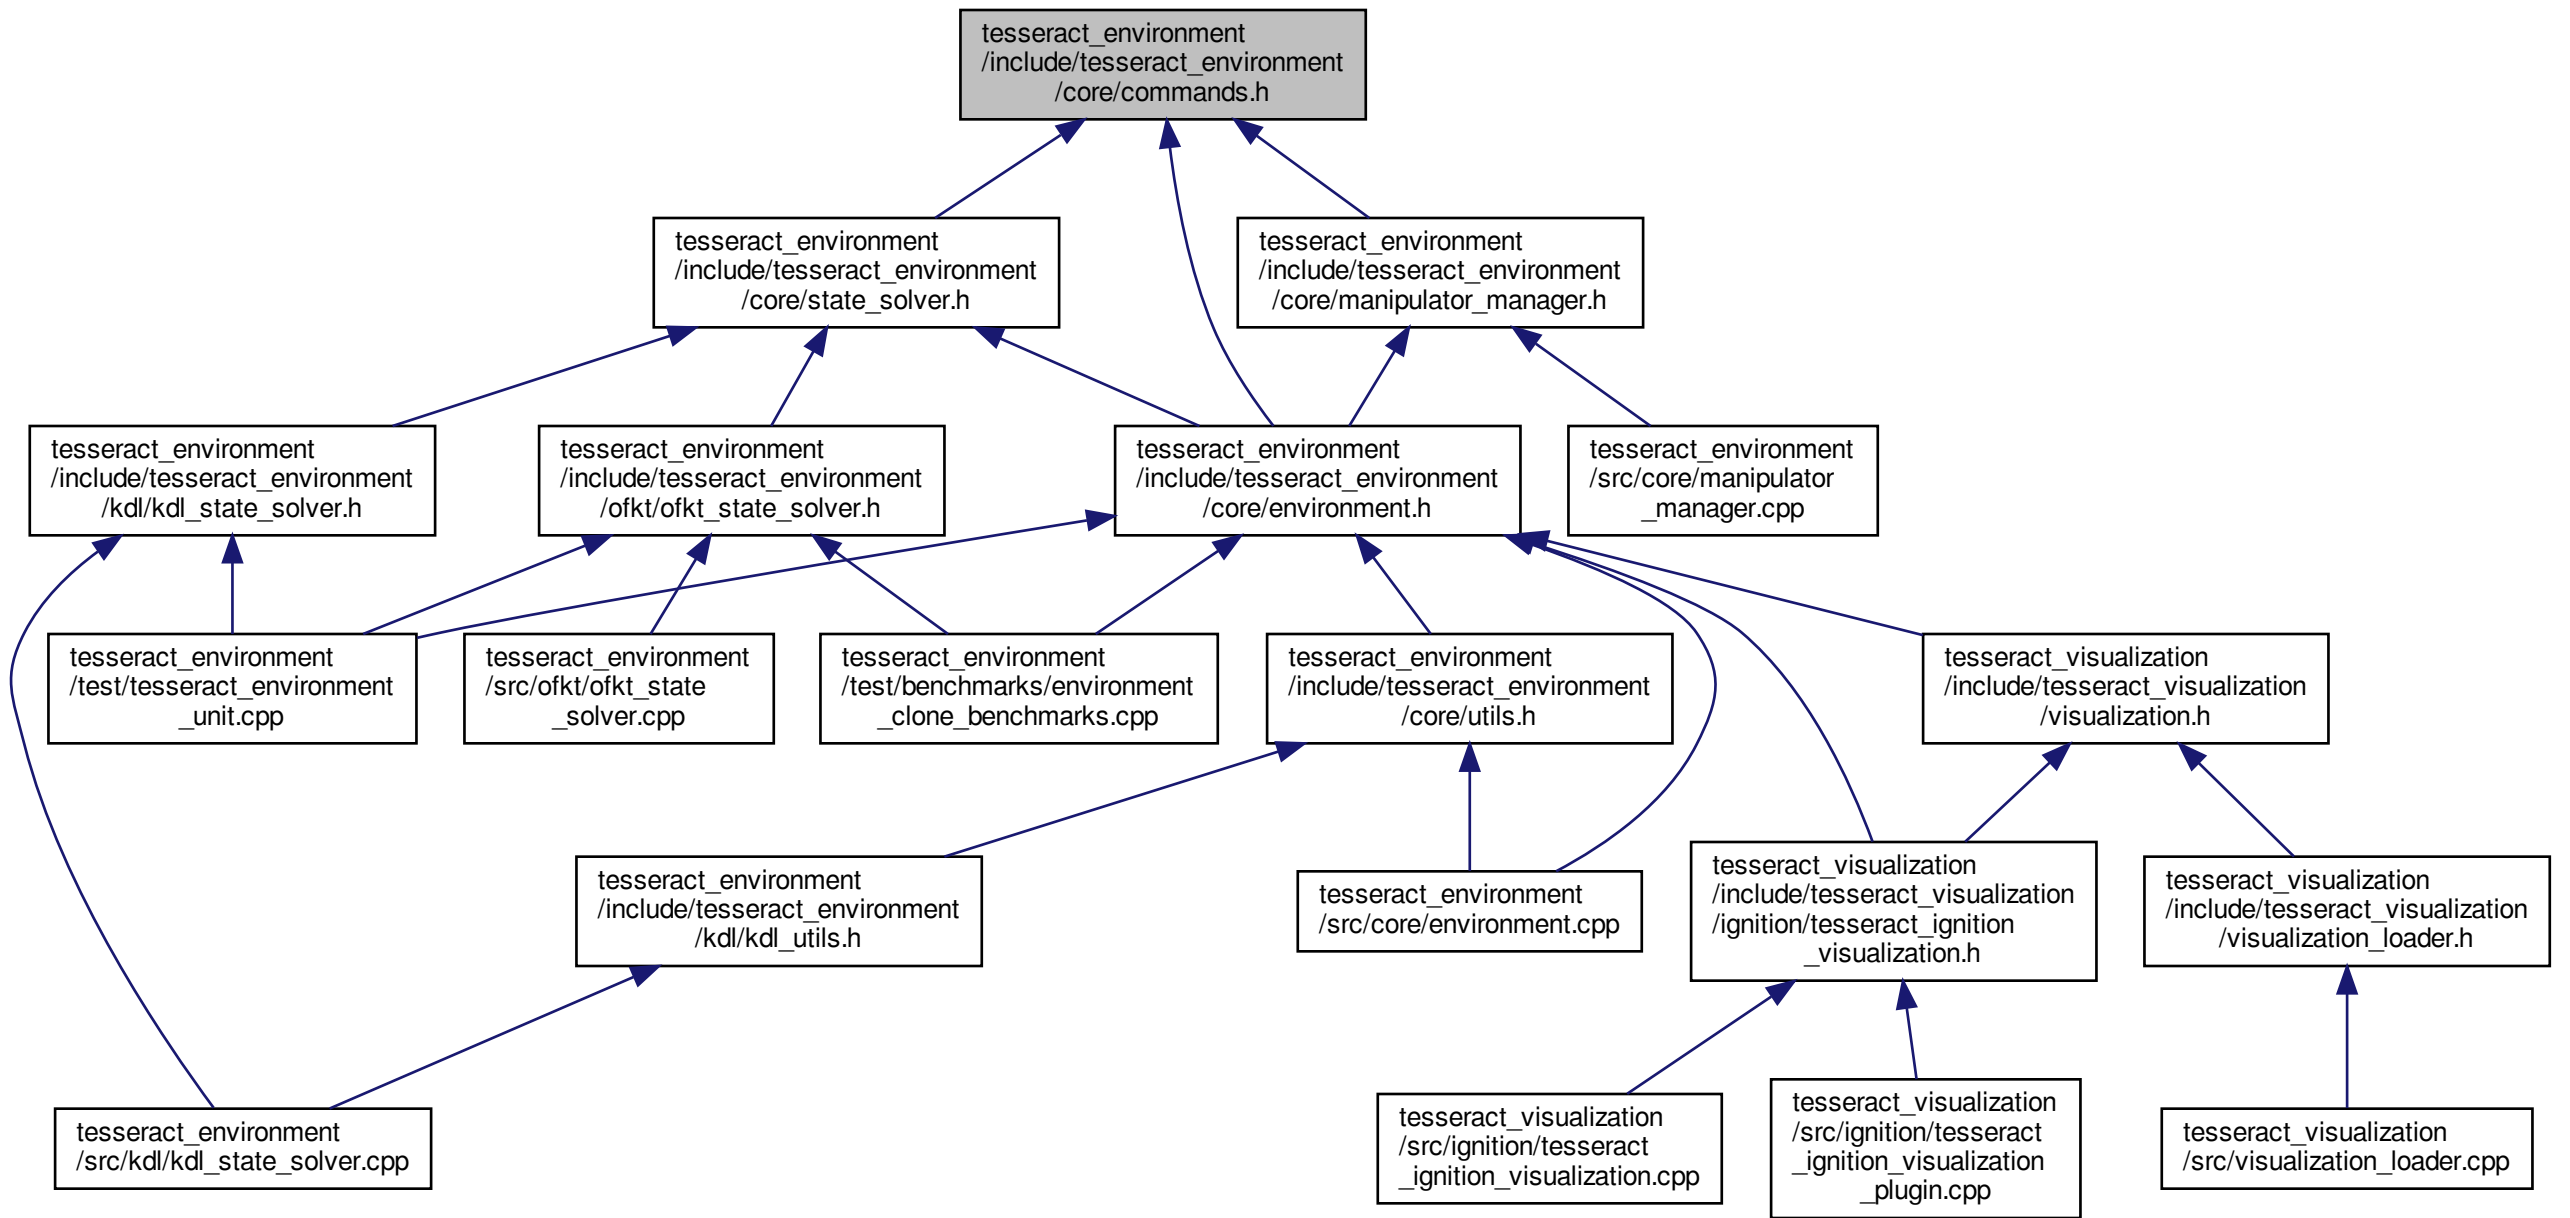 tesseract_environment
/include/tesseract_environment
/core/commands.h
tesseract_environment
/include/tesseract_environment
/core/state_solver.h
tesseract_environment
/include/tesseract_environment
/core/manipulator_manager.h
tesseract_environment
/include/tesseract_environment
/kdl/kdl_state_solver.h
tesseract_environment
/include/tesseract_environment
/ofkt/ofkt_state_solver.h
tesseract_environment
/include/tesseract_environment
/core/environment.h
tesseract_environment
/src/core/manipulator
_manager.cpp
tesseract_environment
/test/tesseract_environment
_unit.cpp
tesseract_environment
/src/ofkt/ofkt_state
_solver.cpp
tesseract_environment
/test/benchmarks/environment
_clone_benchmarks.cpp
tesseract_environment
/include/tesseract_environment
/core/utils.h
tesseract_visualization
/include/tesseract_visualization
/visualization.h
tesseract_environment
/include/tesseract_environment
/kdl/kdl_utils.h
tesseract_environment
/src/core/environment.cpp
tesseract_visualization
/include/tesseract_visualization
/ignition/tesseract_ignition
_visualization.h
tesseract_visualization
/include/tesseract_visualization
/visualization_loader.h
tesseract_environment
/src/kdl/kdl_state_solver.cpp
tesseract_visualization
/src/ignition/tesseract
_ignition_visualization.cpp
tesseract_visualization
/src/ignition/tesseract
_ignition_visualization
_plugin.cpp
tesseract_visualization
/src/visualization_loader.cpp